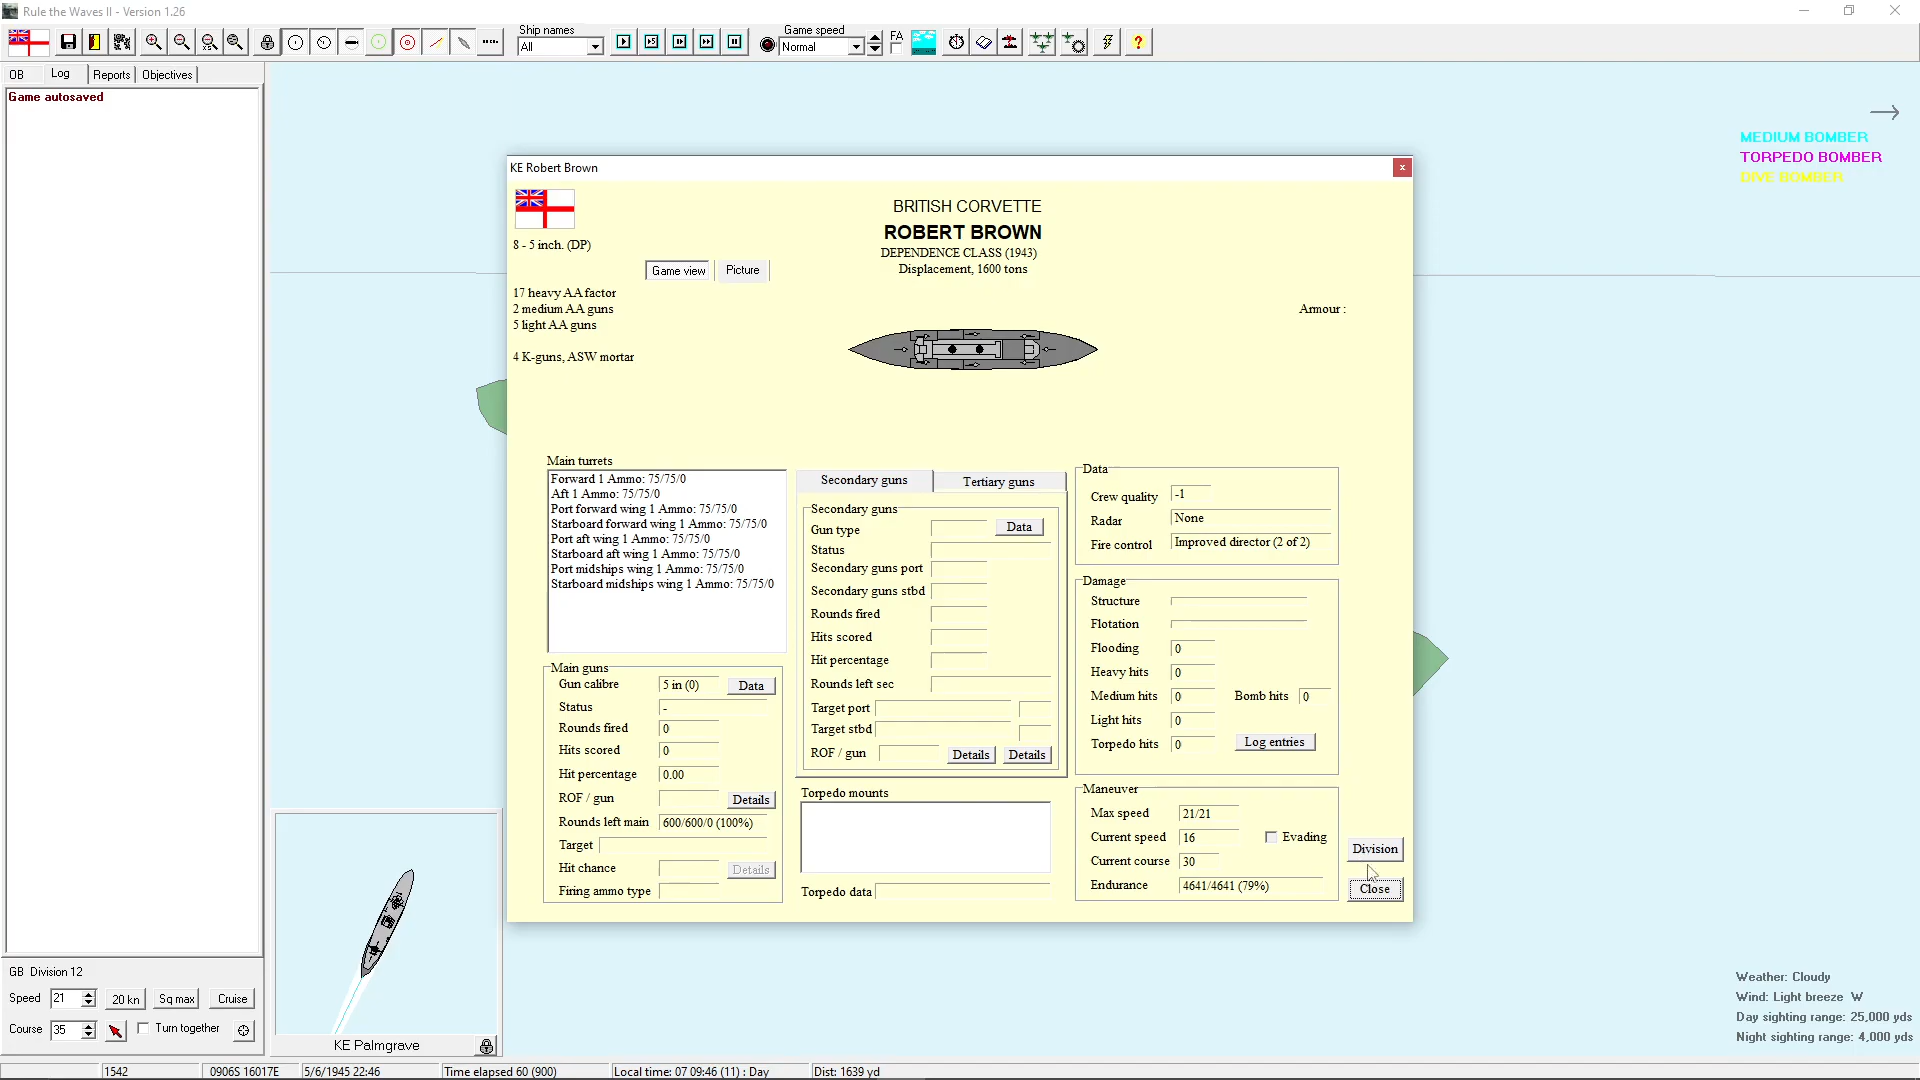 Rule the Waves II - Version 1.26
Ship names
All
Game speed
Normal
FA
OB
Log
Reports
Objectives
Game autosaved
MEDIUM BOMBER
TORPEDO BOMBER
DIVE BOMBER
KE Robert Brown
x
BRITISH CORVETTE
ROBERT BROWN
DEPENDENCE CLASS (1943)
Displacement, 1600 tons
8 - 5 inch. (DP)
Game view
Picture
17 heavy AA factor
2 medium AA guns
5 light AA guns
4 K-guns, ASW mortar
Armour :
Main turrets
Forward 1 Ammo: 75/75/0
Aft 1 Ammo: 75/75/0
Port forward wing 1 Ammo: 75/75/0
Starboard forward wing 1 Ammo: 75/75/0
Port aft wing 1 Ammo: 75/75/0
Starboard aft wing 1 Ammo: 75/75/0
Port midships wing 1 Ammo: 75/75/0
Starboard midships wing 1 Ammo: 75/75/0
Main guns
Gun calibre 5 in (0) Data
Status -
Rounds fired 0
Hits scored 0
Hit percentage 0.00
ROF / gun Details
Rounds left main 600/600/0 (100%)
Target
Hit chance Details
Firing ammo type
Secondary guns
Tertiary guns
Secondary guns
Gun type Data
Status
Secondary guns port
Secondary guns stbd
Rounds fired
Hits scored
Hit percentage
Rounds left sec
Target port
Target stbd
ROF / gun Details Details
Torpedo mounts
Torpedo data
Data
Crew quality -1
Radar None
Fire control Improved director (2 of 2)
Damage
Structure
Flotation
Flooding 0
Heavy hits 0
Medium hits 0 Bomb hits 0
Light hits 0
Torpedo hits 0 Log entries
Maneuver
Max speed 21/21
Current speed 16 Evading
Current course 30
Endurance 4641/4641 (79%)
Division
Close
GB Division 12
Speed 21 20 kn Sq max Cruise
Course 35 Turn together
KE Palmgrave
Weather: Cloudy
Wind: Light breeze W
Day sighting range: 25,000 yds
Night sighting range: 4,000 yds
1542
0906S 16017E
5/6/1945 22:46
Time elapsed 60 (900)
Local time: 07 09:46 (11) : Day
Dist: 1639 yd